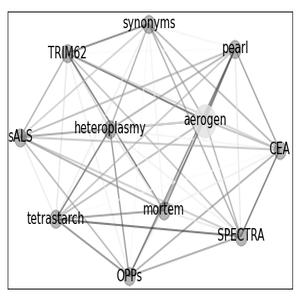 synonyms
pearl
TRIM62
aerogen
heteroplasmy
sALS
CEA
mortem
tetrastarch
SPECTRA
OPPs